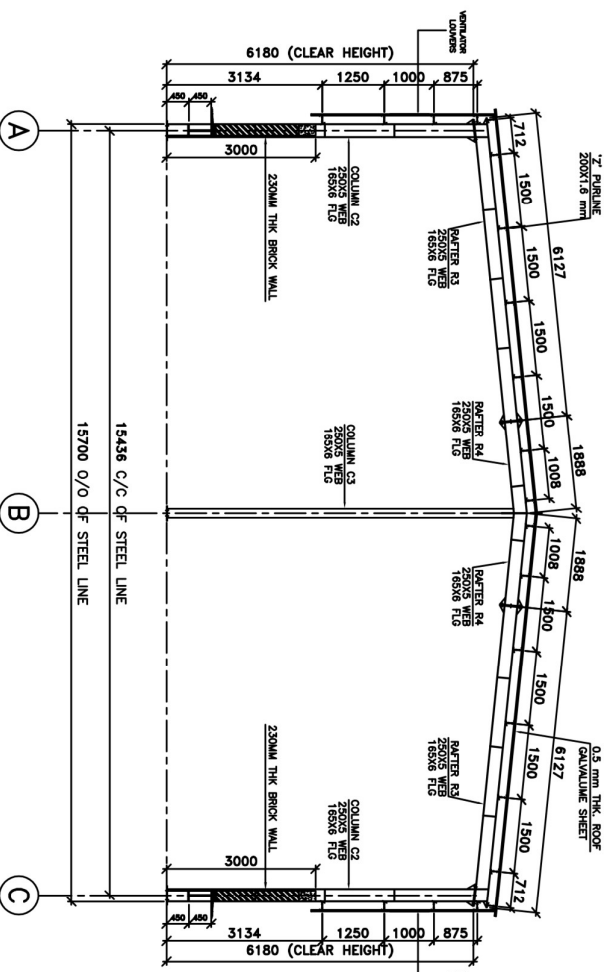 VENTILATOR
LOUVERS
6180 (CLEAR HEIGHT)
3134
1250
1000
875
450
450
3000
230MM THK BRICK WALL
COLUMN C2
250X5 WEB
165X6 FLG
'Z' PURLINE
200X1.6 mm
712
1500
1500
1500
1500
1008
6127
1888
RAFTER R3
250X5 WEB
165X6 FLG
RAFTER R4
250X5 WEB
165X6 FLG
COLUMN C3
250X5 WEB
165X6 FLG
1888
6127
1008
1500
1500
1500
1500
712
0.5 mm THK. ROOF
GALVALUME SHEET
RAFTER R4
250X5 WEB
165X6 FLG
RAFTER R3
250X5 WEB
165X6 FLG
COLUMN C2
250X5 WEB
165X6 FLG
230MM THK BRICK WALL
3000
450
450
3134
1250
1000
875
6180 (CLEAR HEIGHT)
15436 C/C OF STEEL LINE
15700 O/O OF STEEL LINE
A
B
C